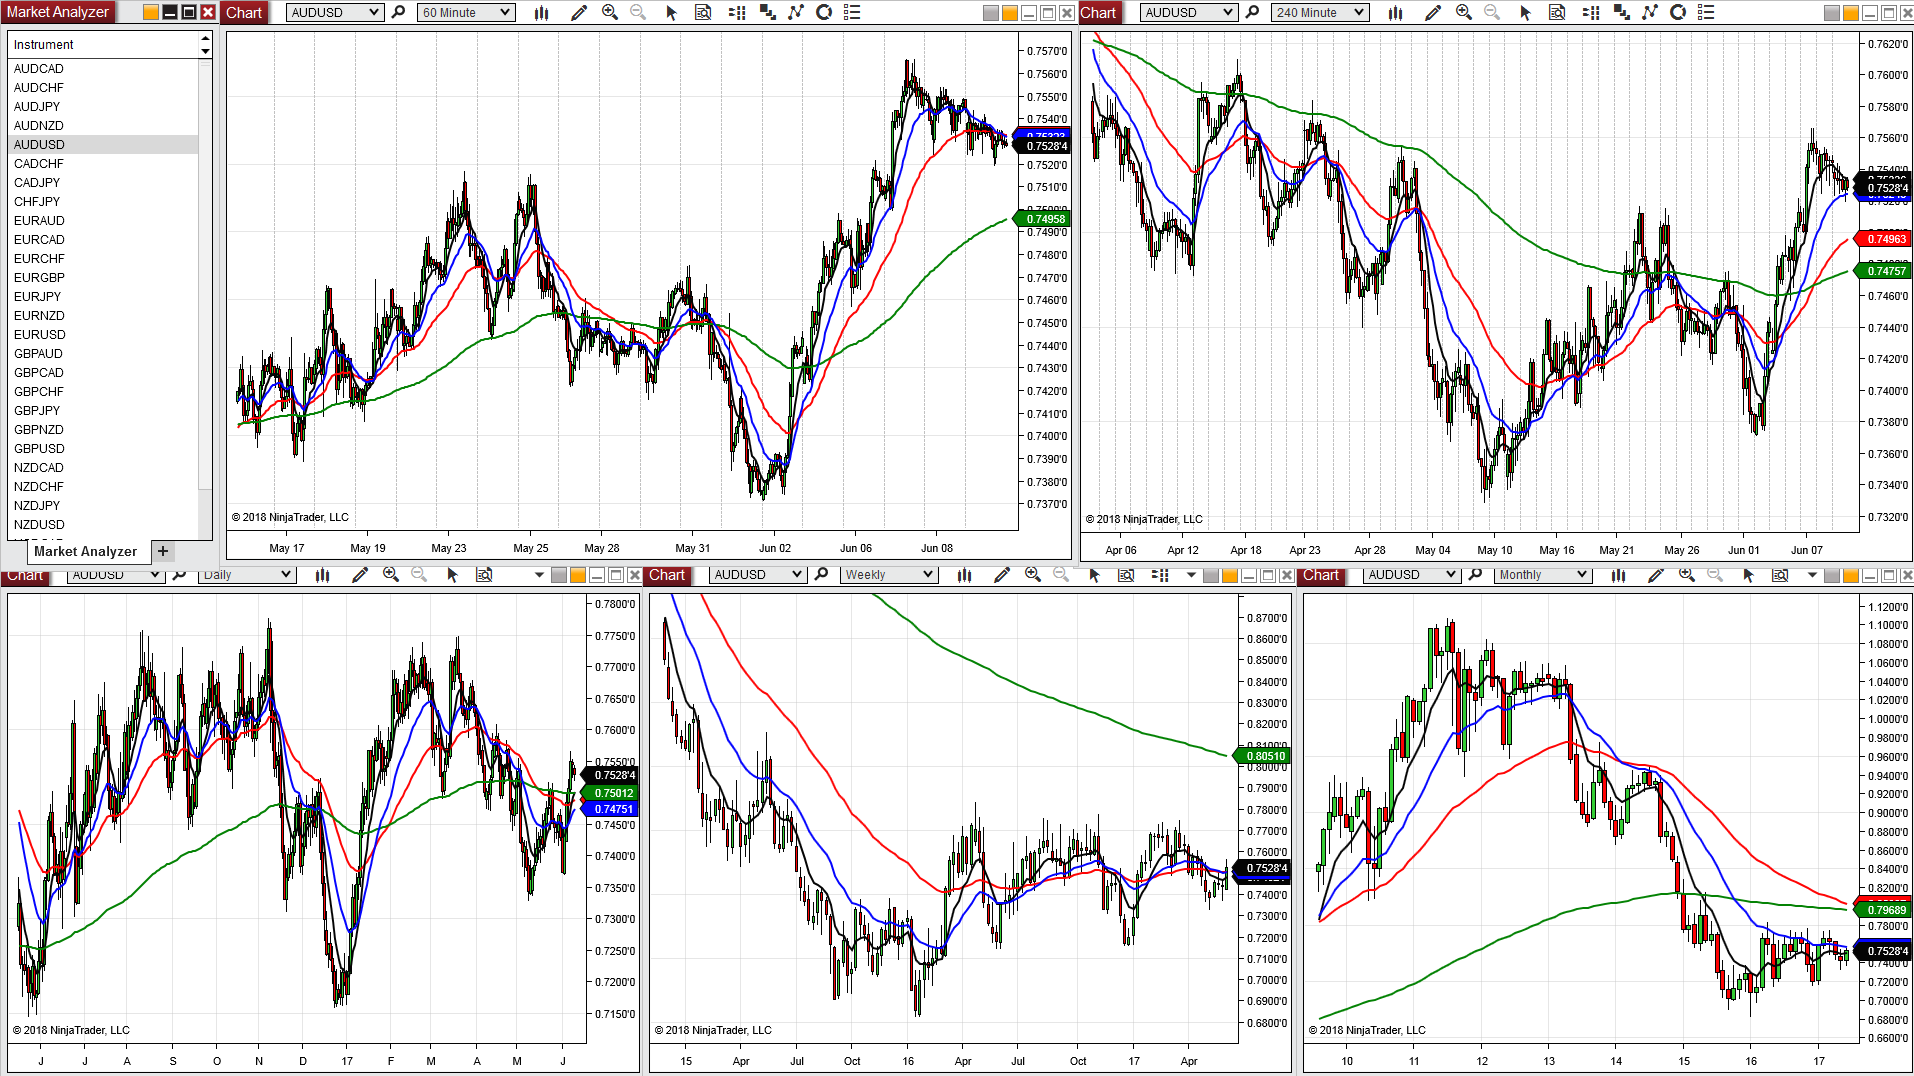 Market Analyzer
Instrument
AUDCAD
AUDCHF
AUDJPY
AUDNZD
AUDUSD
CADCHF
CADJPY
CHFJPY
EURAUD
EURCAD
EURCHF
EURGBP
EURJPY
EURNZD
EURUSD
GBPAUD
GBPCAD
GBPCHF
GBPJPY
GBPNZD
GBPUSD
NZDCAD
NZDCHF
NZDJPY
NZDUSD
Market Analyzer +
Chart AUDUSD 60 Minute
0.7570'0
0.7560'0
0.7550'0
0.7540'0
0.7528'4
0.7520'0
0.7510'0
0.74958
0.7490'0
0.7480'0
0.7470'0
0.7460'0
0.7450'0
0.7440'0
0.7430'0
0.7420'0
0.7410'0
0.7400'0
0.7390'0
0.7380'0
0.7370'0
© 2018 NinjaTrader, LLC
May 17 May 19 May 23 May 25 May 28 May 31 Jun 02 Jun 06 Jun 08
Chart AUDUSD 240 Minute
0.7620'0
0.7600'0
0.7580'0
0.7560'0
0.7528'4
0.74963
0.74757
0.7460'0
0.7440'0
0.7420'0
0.7400'0
0.7380'0
0.7360'0
0.7340'0
0.7320'0
© 2018 NinjaTrader, LLC
Apr 06 Apr 12 Apr 18 Apr 23 Apr 28 May 04 May 10 May 16 May 21 May 26 Jun 01 Jun 07
Chart AUDUSD Daily
0.7800'0
0.7750'0
0.7700'0
0.7650'0
0.7600'0
0.7550'0
0.7528'4
0.75012
0.74751
0.7450'0
0.7400'0
0.7350'0
0.7300'0
0.7250'0
0.7200'0
0.7150'0
© 2018 NinjaTrader, LLC
J J A S O N D 17 F M A M J
Chart AUDUSD Weekly
0.8700'0
0.8600'0
0.8500'0
0.8400'0
0.8300'0
0.8200'0
0.80510
0.8000'0
0.7900'0
0.7800'0
0.7700'0
0.7600'0
0.7528'4
0.7400'0
0.7300'0
0.7200'0
0.7100'0
0.7000'0
0.6900'0
0.6800'0
© 2018 NinjaTrader, LLC
15 Apr Jul Oct 16 Apr Jul Oct 17 Apr
Chart AUDUSD Monthly
1.1200'0
1.1000'0
1.0800'0
1.0600'0
1.0400'0
1.0200'0
1.0000'0
0.9800'0
0.9600'0
0.9400'0
0.9200'0
0.9000'0
0.8800'0
0.8600'0
0.8400'0
0.8200'0
0.79689
0.7800'0
0.7528'4
0.7400'0
0.7200'0
0.7000'0
0.6800'0
0.6600'0
© 2018 NinjaTrader, LLC
10 11 12 13 14 15 16 17